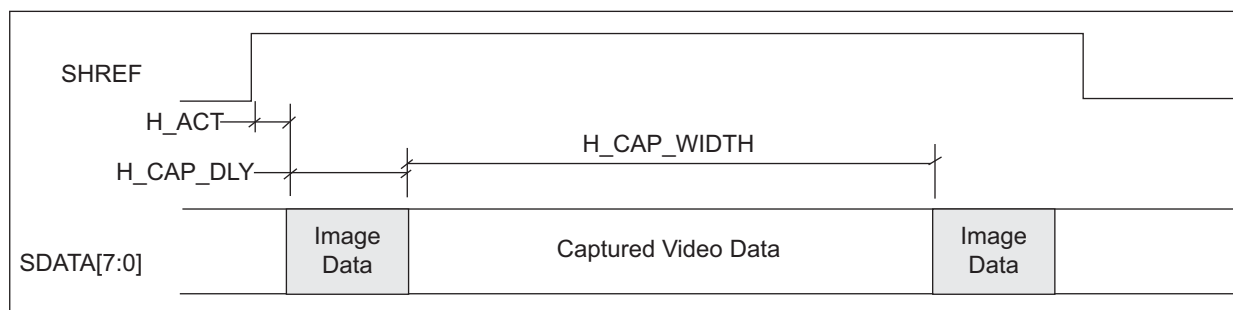 SHREF
H_ACT
H_CAP_WIDTH
H_CAP_DLY
SDATA[7:0]
Image
Data
Captured Video Data
Image
Data